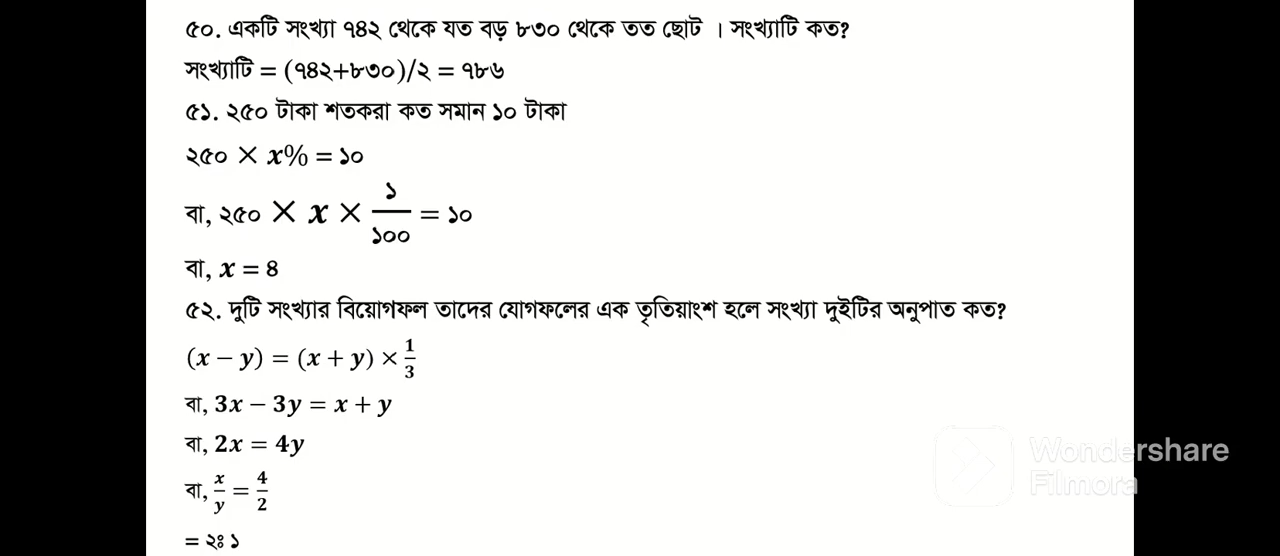 ৫০. একটি সংখ্যা ৭৪২ থেকে যত বড় ৮৩০ থেকে তত ছোট । সংখ্যাটি কত?
সংখ্যাটি = (৭৪২+৮৩০)/২ = ৭৮৬
৫১. ২৫০ টাকা শতকরা কত সমান ১০ টাকা
২৫০ × x% = ১০
বা, ২৫০ × x × ১/১০০ = ১০
বা, x = ৪
৫২. দুটি সংখ্যার বিয়োগফল তাদের যোগফলের এক তৃতিয়াংশ হলে সংখ্যা দুইটির অনুপাত কত?
(x − y) = (x + y) × 1/3
বা, 3x − 3y = x + y
বা, 2x = 4y
বা, x/y = 4/2
= ২ঃ ১
Wondershare
Filmora